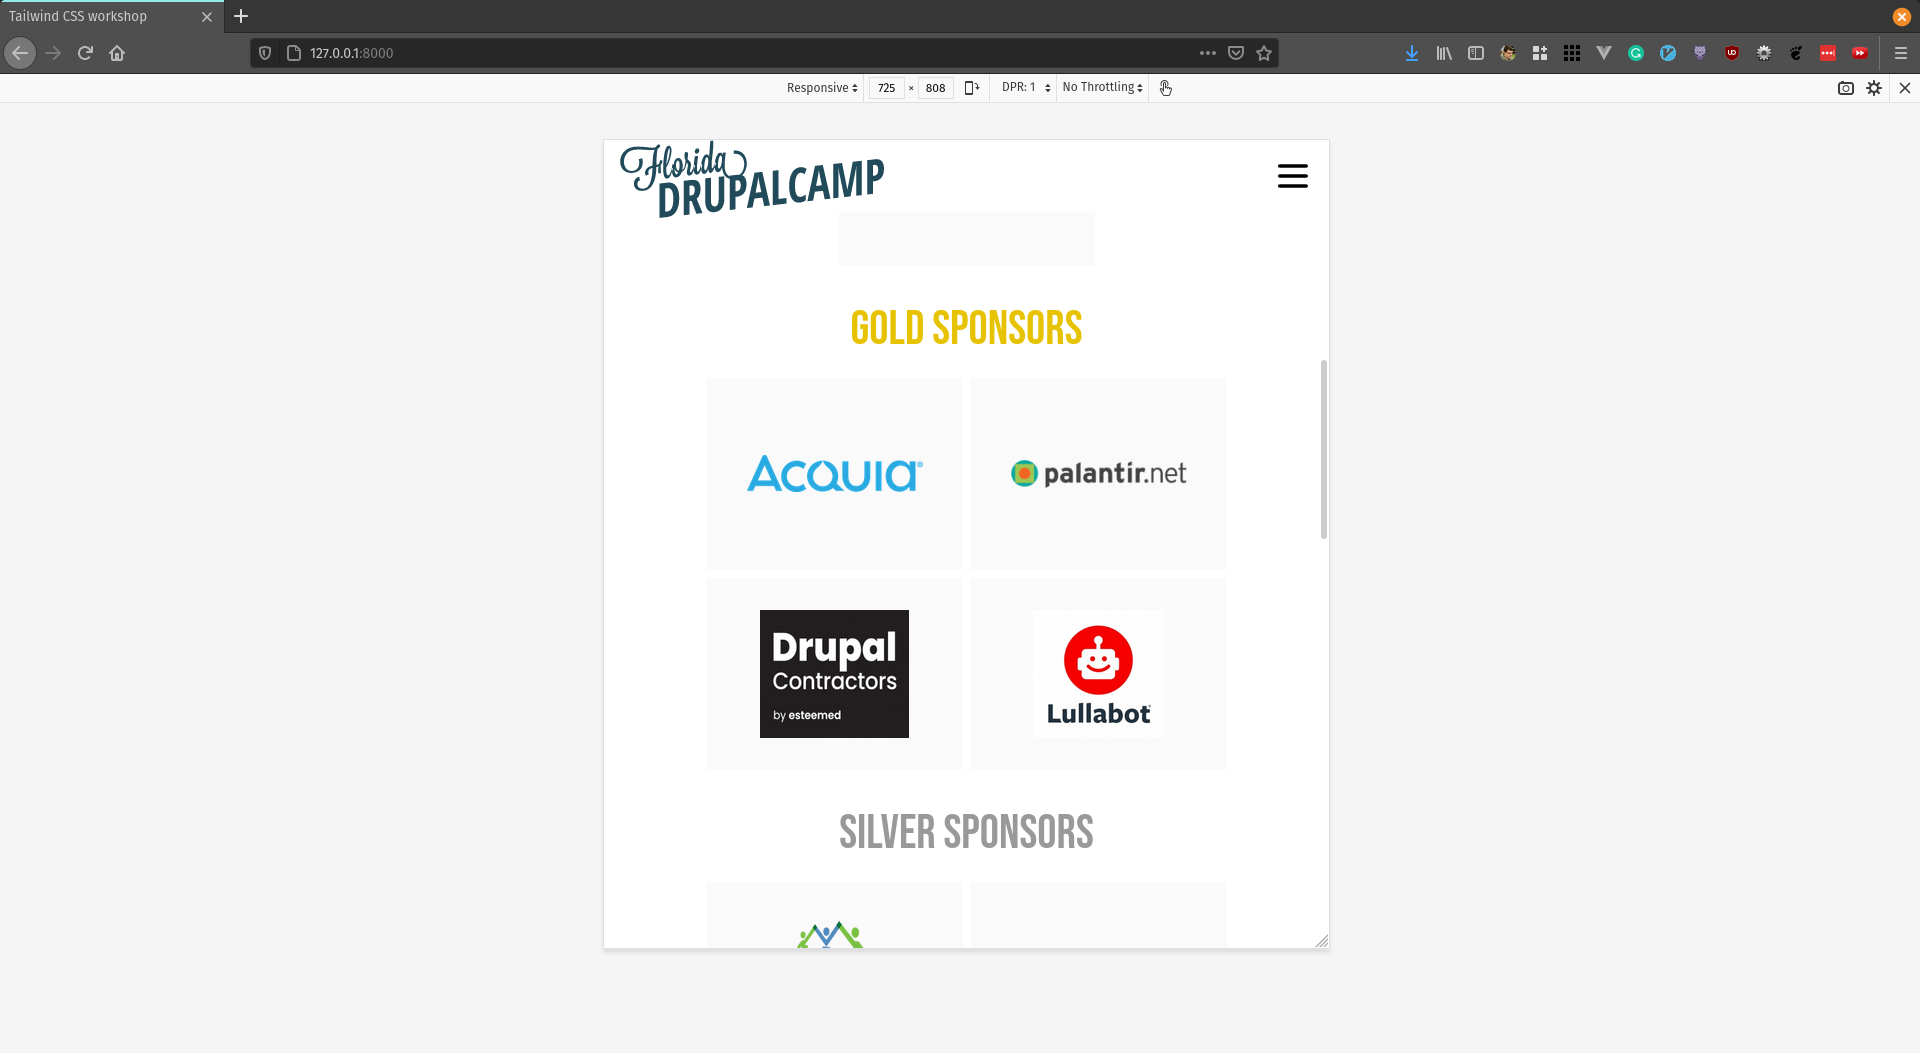 Tailwind CSS workshop
127.0.0.1:8000
Responsive 725 × 808 DPR: 1 No Throttling
Florida
DRUPALCAMP
GOLD SPONSORS
ACQUIA®
palantir.net
Drupal
Contractors
by esteemed
Lullabot
SILVER SPONSORS